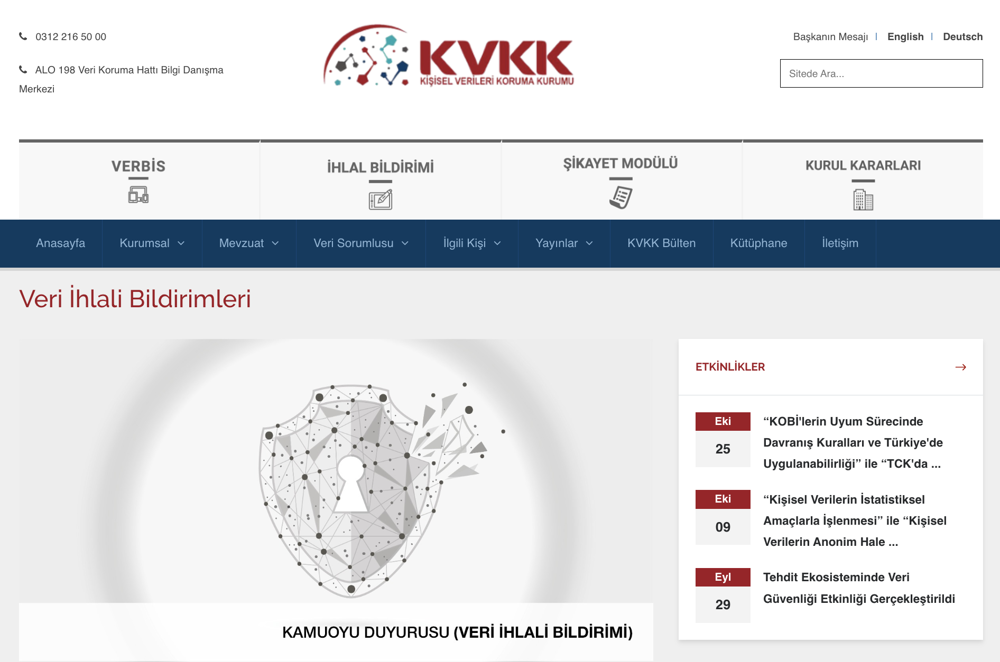 0312 216 50 00
ALO 198 Veri Koruma Hattı Bilgi Danışma
Merkezi
KVKK
KİŞİSEL VERİLERİ KORUMA KURUMU
Başkanın Mesajı | English | Deutsch
Sitede Ara...
VERBİS
İHLAL BİLDİRİMİ
ŞİKAYET MODÜLÜ
KURUL KARARLARI
Anasayfa Kurumsal Mevzuat Veri Sorumlusu İlgili Kişi Yayınlar KVKK Bülten Kütüphane İletişim
Veri İhlali Bildirimleri
KAMUOYU DUYURUSU (VERİ İHLALİ BİLDİRİMİ)
ETKİNLİKLER
Eki
25
“KOBİ'lerin Uyum Sürecinde
Davranış Kuralları ve Türkiye'de
Uygulanabilirliği” ile “TCK'da ...
Eki
09
“Kişisel Verilerin İstatistiksel
Amaçlarla İşlenmesi” ile “Kişisel
Verilerin Anonim Hale ...
Eyl
29
Tehdit Ekosisteminde Veri
Güvenliği Etkinliği Gerçekleştirildi